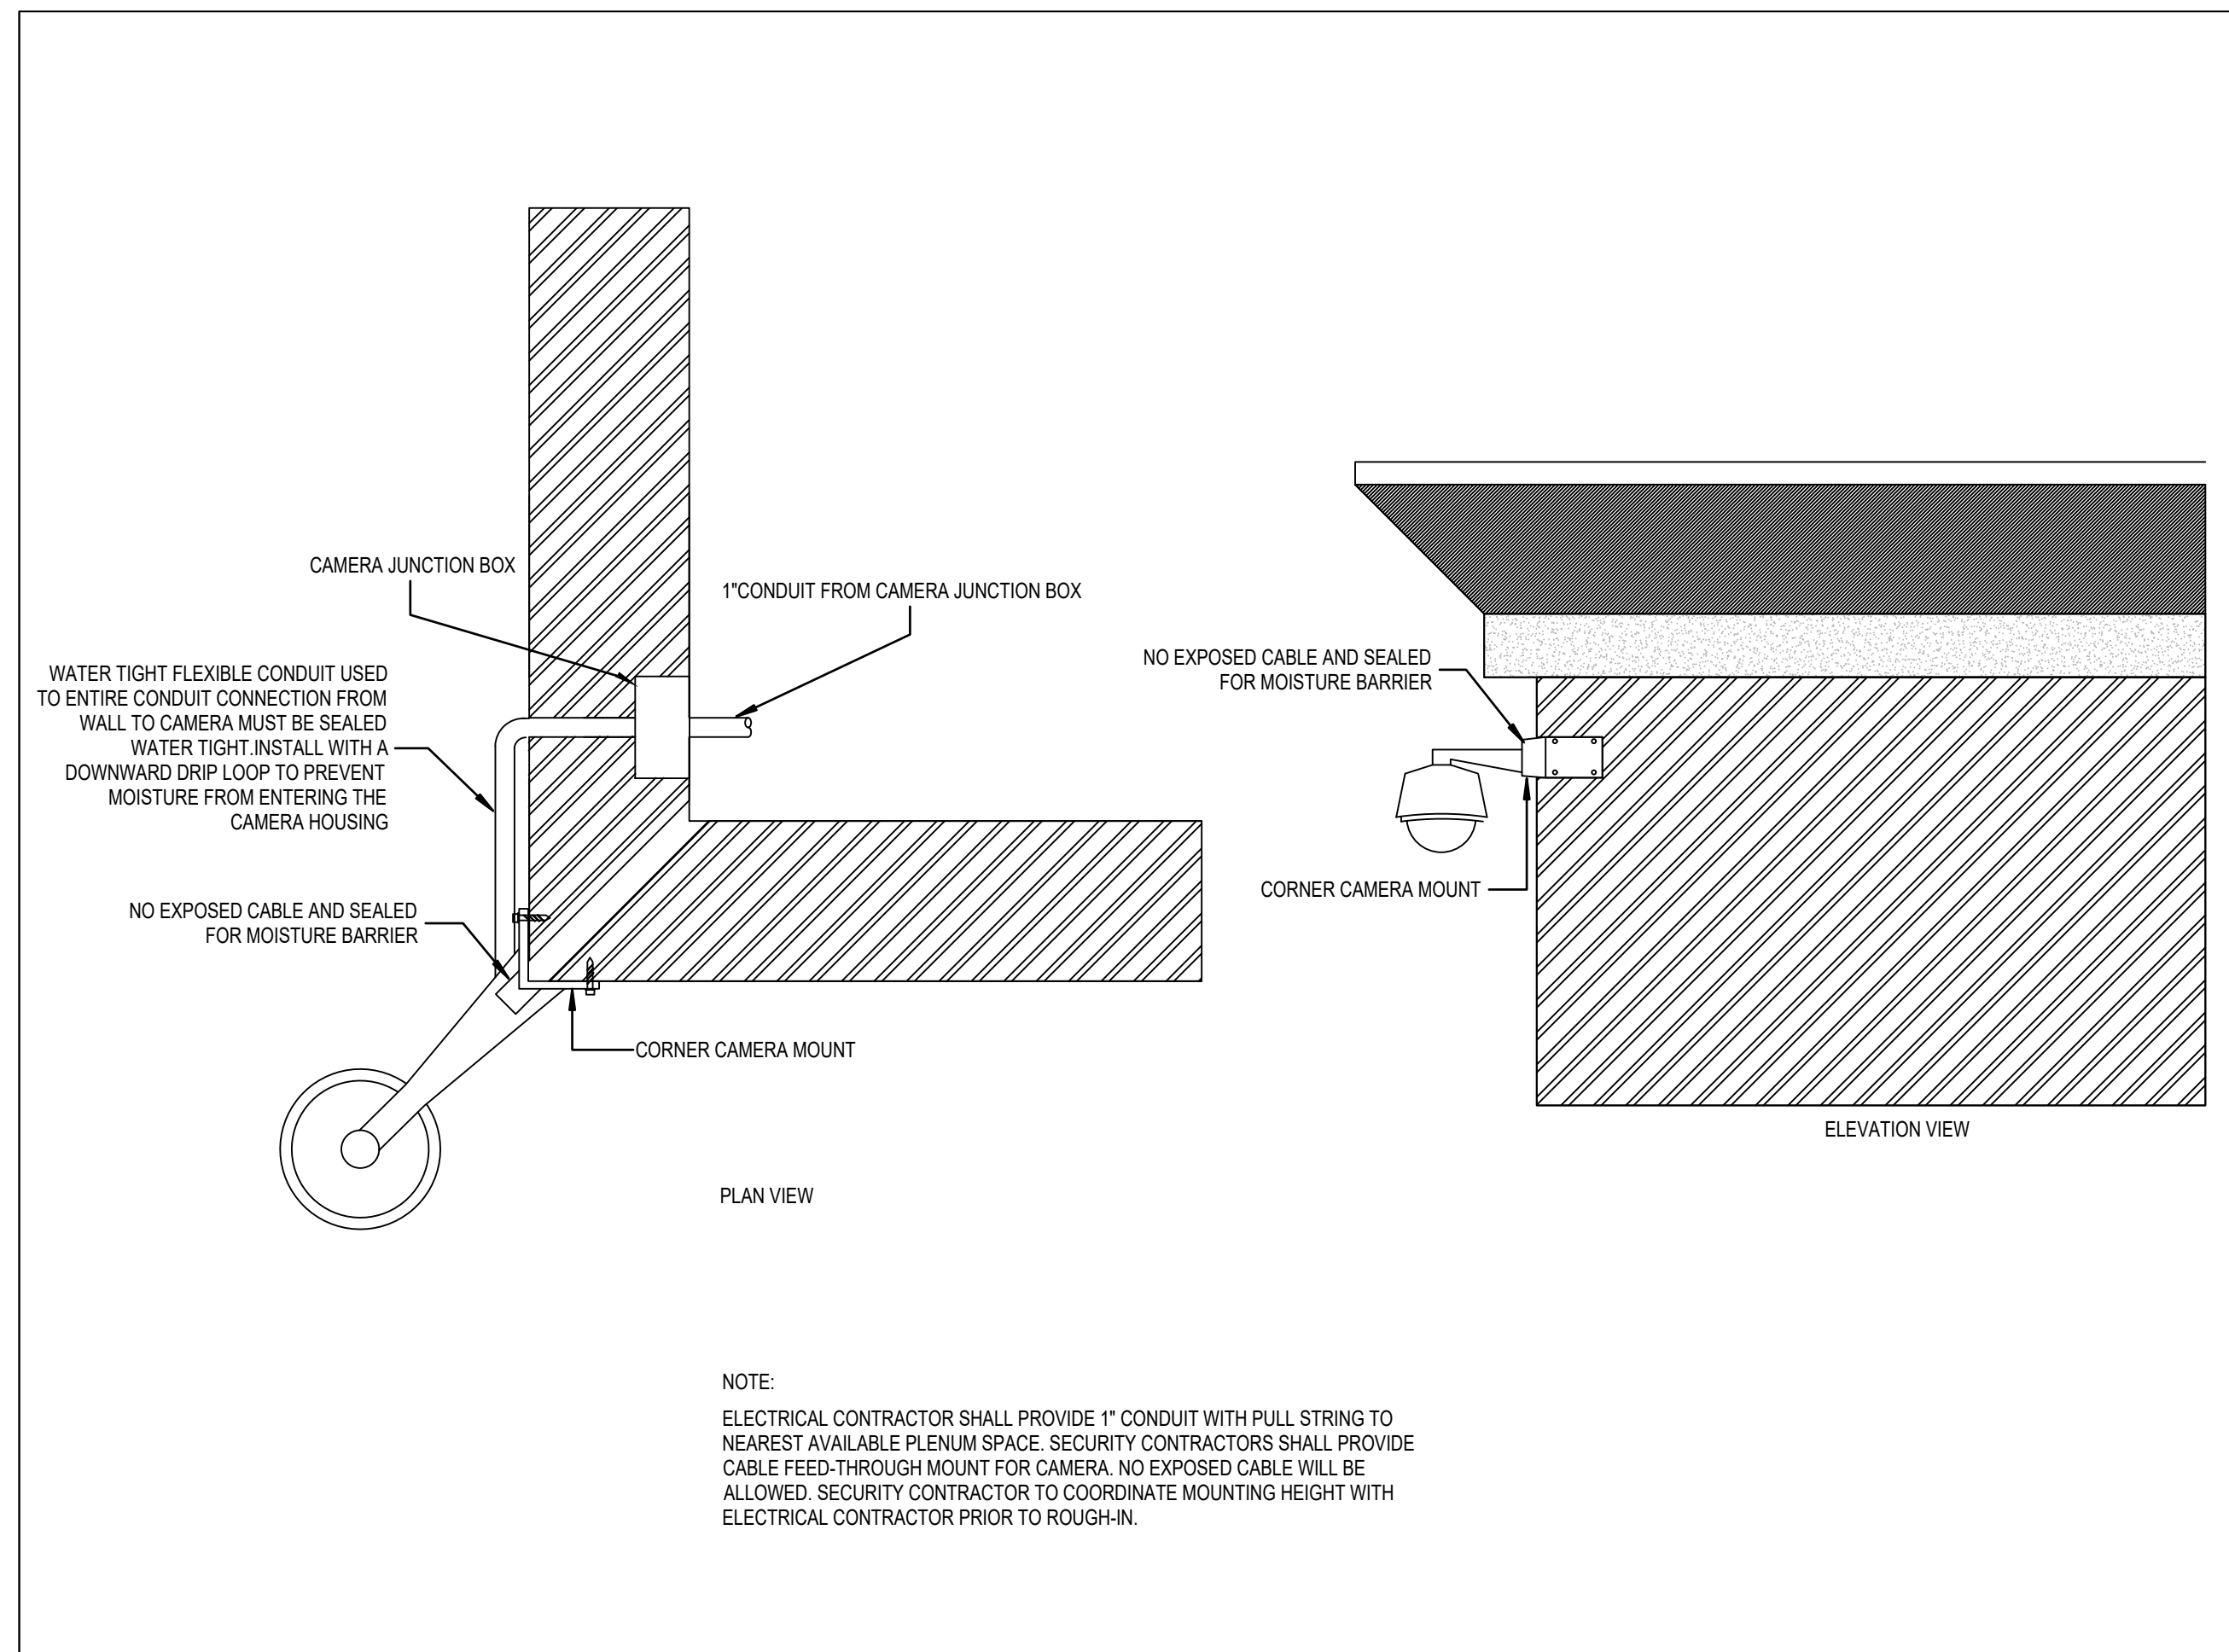 CAMERA JUNCTION BOX
1"CONDUIT FROM CAMERA JUNCTION BOX
WATER TIGHT FLEXIBLE CONDUIT USED
TO ENTIRE CONDUIT CONNECTION FROM
WALL TO CAMERA MUST BE SEALED
WATER TIGHT.INSTALL WITH A
DOWNWARD DRIP LOOP TO PREVENT
MOISTURE FROM ENTERING THE
CAMERA HOUSING
NO EXPOSED CABLE AND SEALED
FOR MOISTURE BARRIER
CORNER CAMERA MOUNT
PLAN VIEW
NO EXPOSED CABLE AND SEALED
FOR MOISTURE BARRIER
CORNER CAMERA MOUNT
ELEVATION VIEW
NOTE:
ELECTRICAL CONTRACTOR SHALL PROVIDE 1" CONDUIT WITH PULL STRING TO
NEAREST AVAILABLE PLENUM SPACE. SECURITY CONTRACTORS SHALL PROVIDE
CABLE FEED-THROUGH MOUNT FOR CAMERA. NO EXPOSED CABLE WILL BE
ALLOWED. SECURITY CONTRACTOR TO COORDINATE MOUNTING HEIGHT WITH
ELECTRICAL CONTRACTOR PRIOR TO ROUGH-IN.